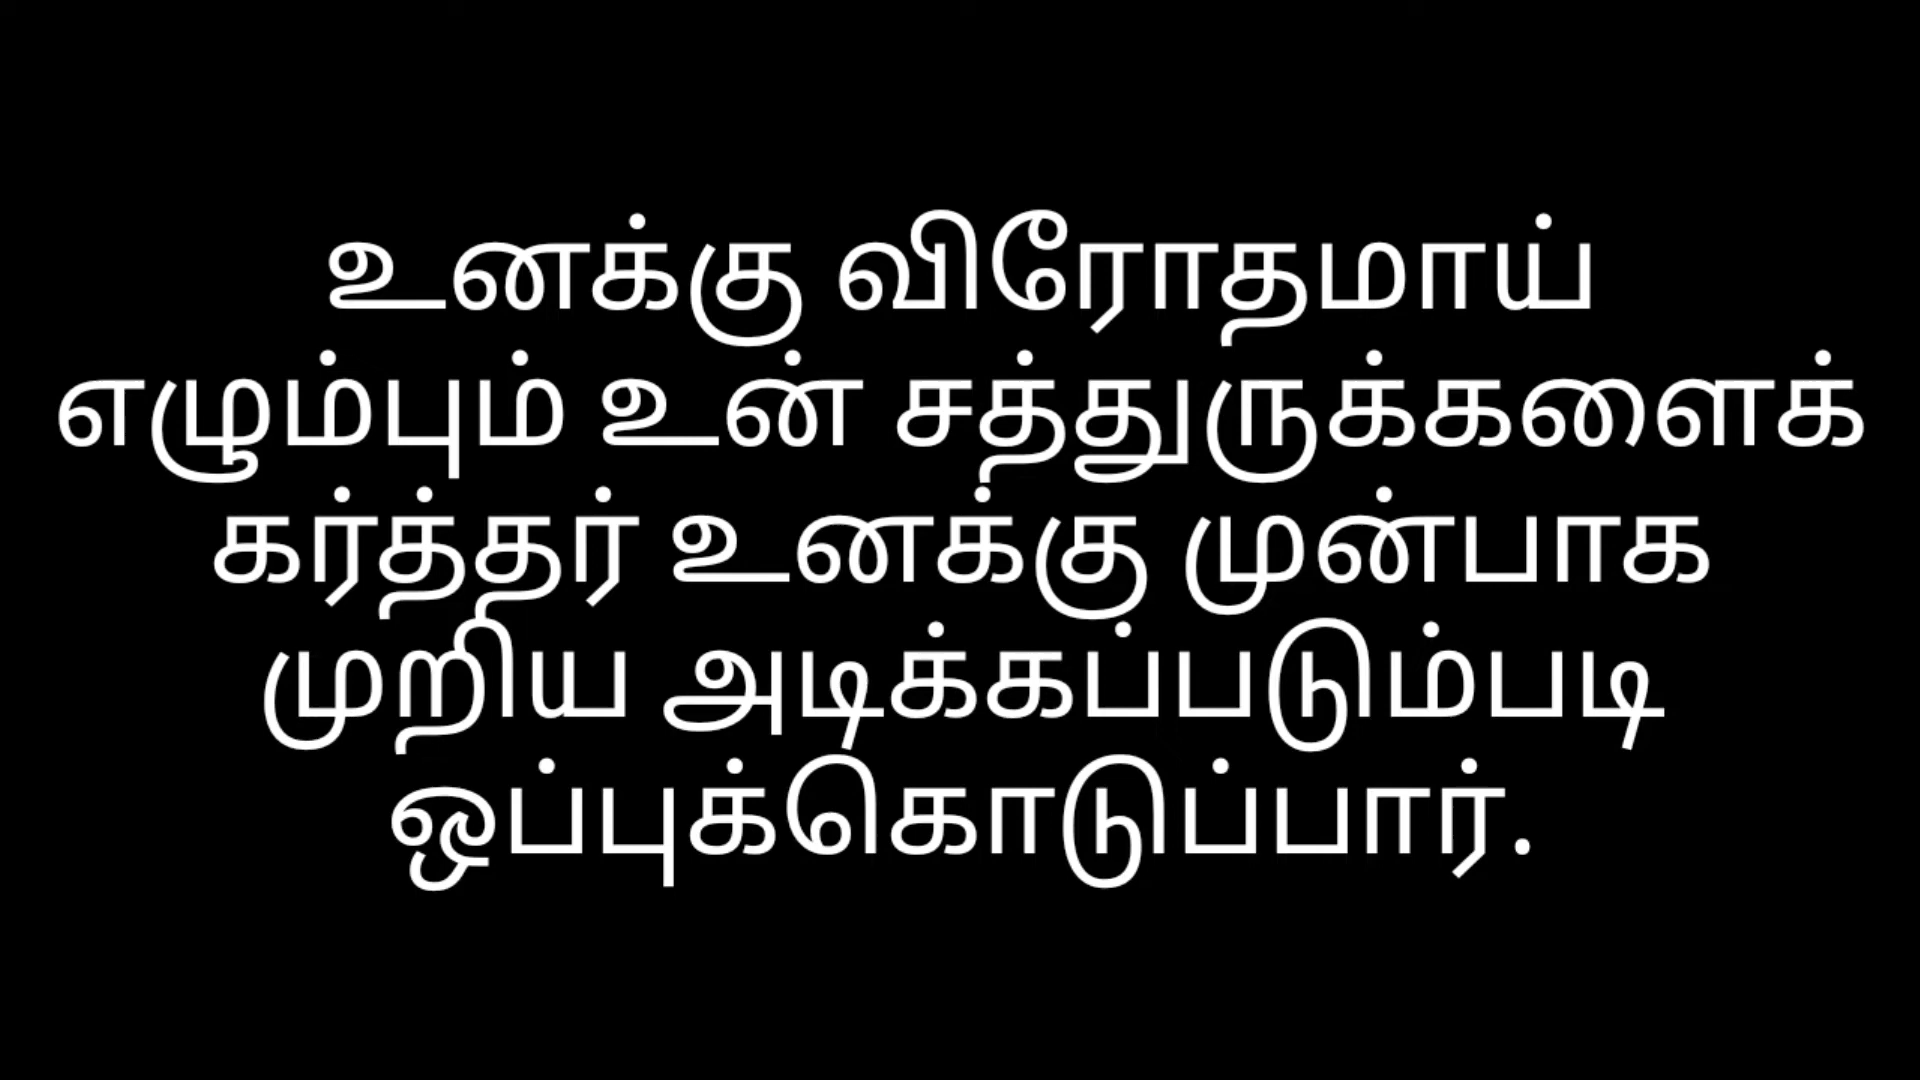 உனக்கு விரோதமாய்
எழும்பும் உன் சத்துருக்களைக்
கர்த்தர் உனக்கு முன்பாக
முறிய அடிக்கப்படும்படி
ஒப்புக்கொடுப்பார்.